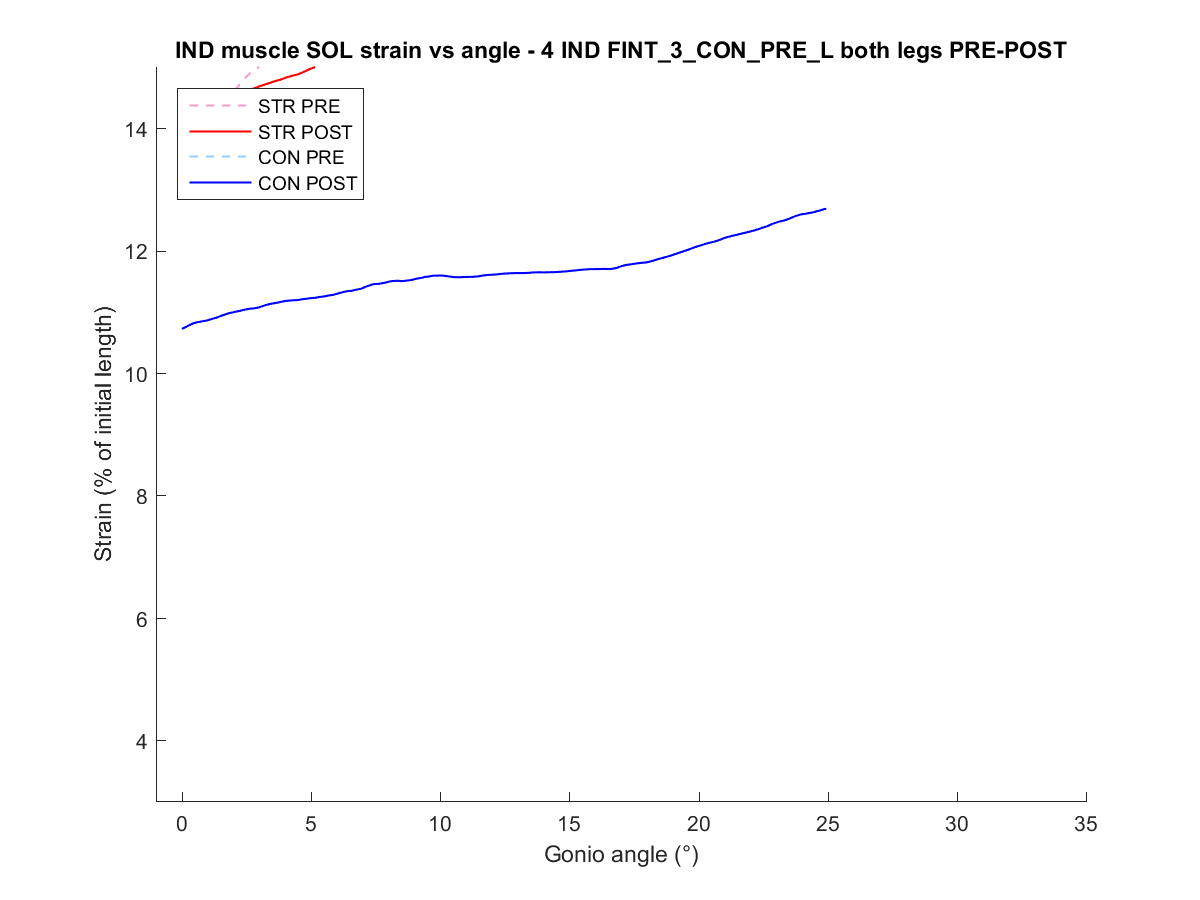 IND muscle SOL strain vs angle - 4 IND FINT_3_CON_PRE_L both legs PRE-POST
STR PRE
STR POST
CON PRE
CON POST
14
12
10
8
6
4
Strain (% of initial length)
0 5 10 15 20 25 30 35
Gonio angle (°)